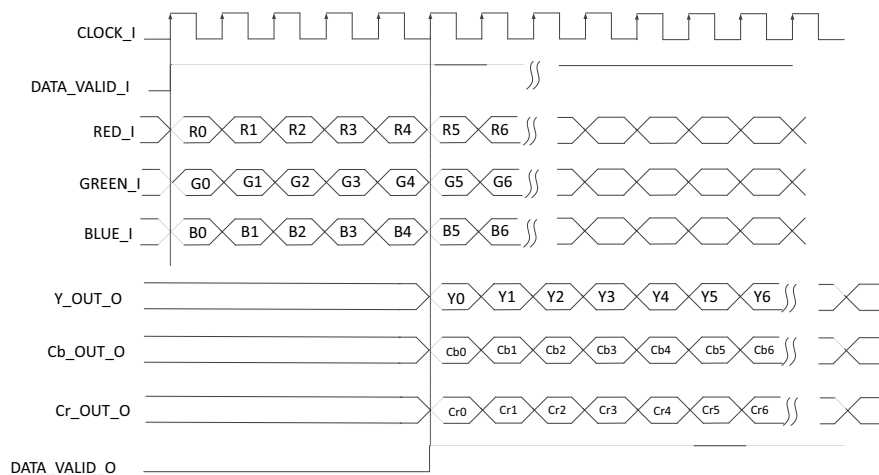 CLOCK_I
DATA_VALID_I
RED_I R0 R1 R2 R3 R4 R5 R6
GREEN_I G0 G1 G2 G3 G4 G5 G6
BLUE_I B0 B1 B2 B3 B4 B5 B6
Y_OUT_O Y0 Y1 Y2 Y3 Y4 Y5 Y6
Cb_OUT_O Cb0 Cb1 Cb2 Cb3 Cb4 Cb5 Cb6
Cr_OUT_O Cr0 Cr1 Cr2 Cr3 Cr4 Cr5 Cr6
DATA_VALID_O